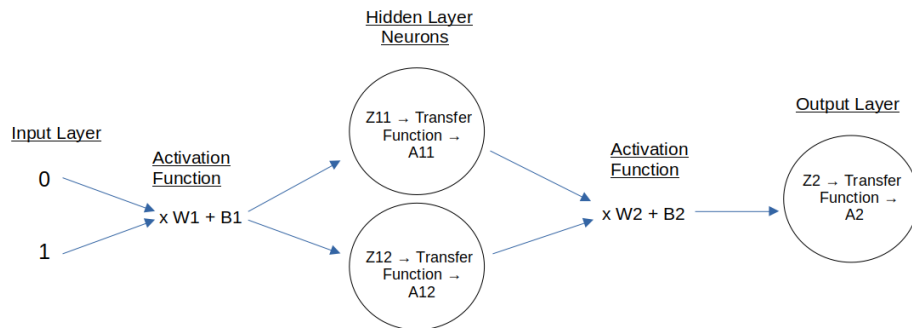 Hidden Layer
Neurons
Z11 → Transfer
Function →
A11
Output Layer
Input Layer
Activation
Function
Activation
Function
0
x W1 + B1
x W2 + B2
Z2 → Transfer
Function →
A2
1
Z12 → Transfer
Function →
A12